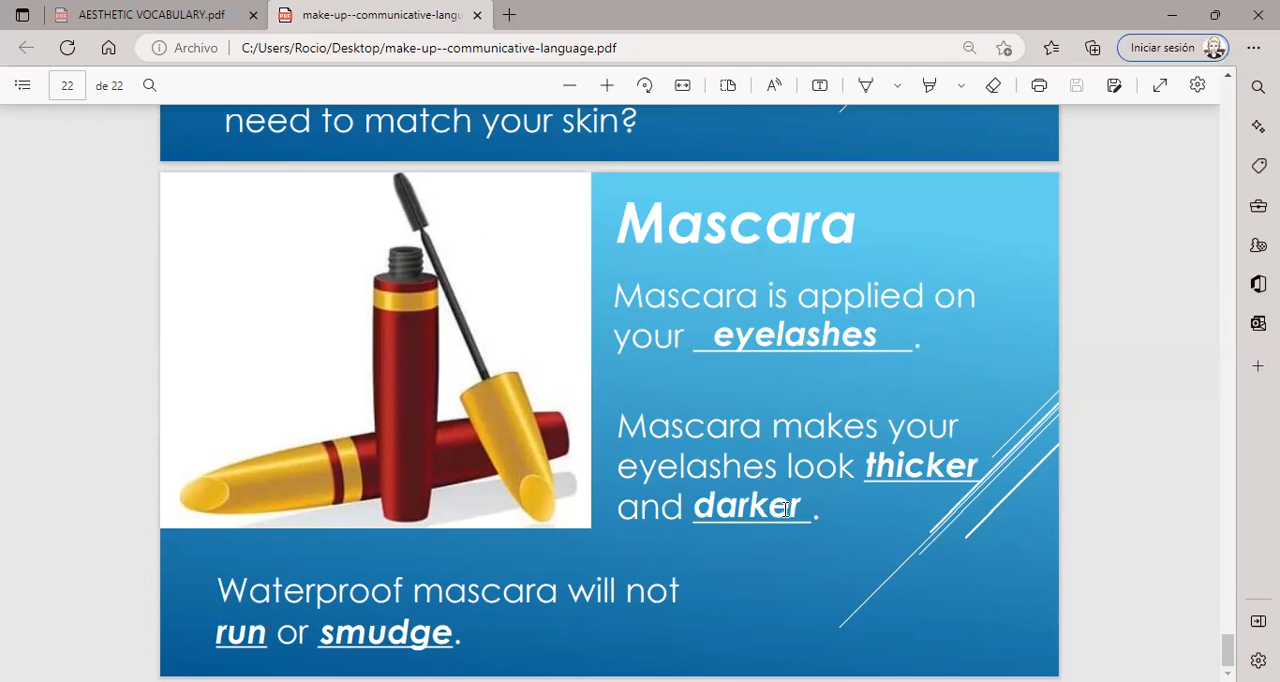 AESTHETIC VOCABULARY.pdf
make-up--communicative-langu
Archivo
C:/Users/Rocio/Desktop/make-up--communicative-language.pdf
Iniciar sesión
22
de 22
need to match your skin?
Mascara
Mascara is applied on
your eyelashes.
Mascara makes your
eyelashes look thicker
and darker.
Waterproof mascara will not
run or smudge.